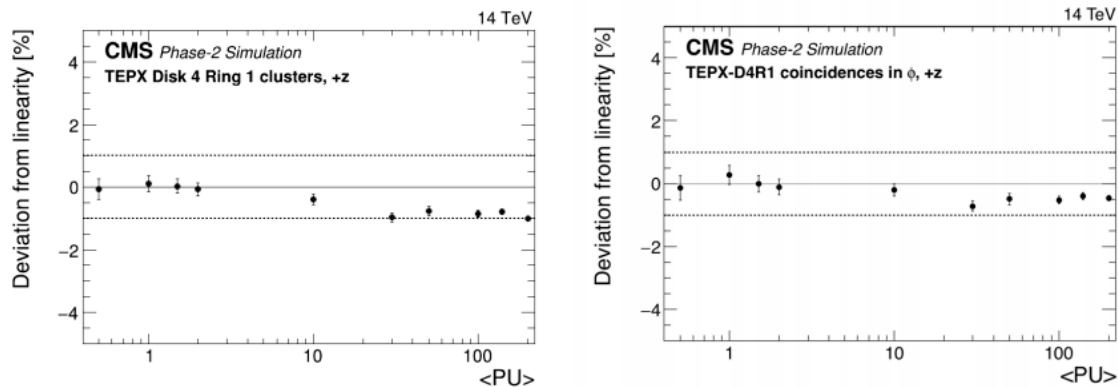 14 TeV
CMS Phase-2 Simulation
TEPX Disk 4 Ring 1 clusters, +z
Deviation from linearity [%]
4
2
0
−2
−4
1 10 100
<PU>
14 TeV
CMS Phase-2 Simulation
TEPX-D4R1 coincidences in ϕ, +z
Deviation from linearity [%]
4
2
0
−2
−4
1 10 100
<PU>